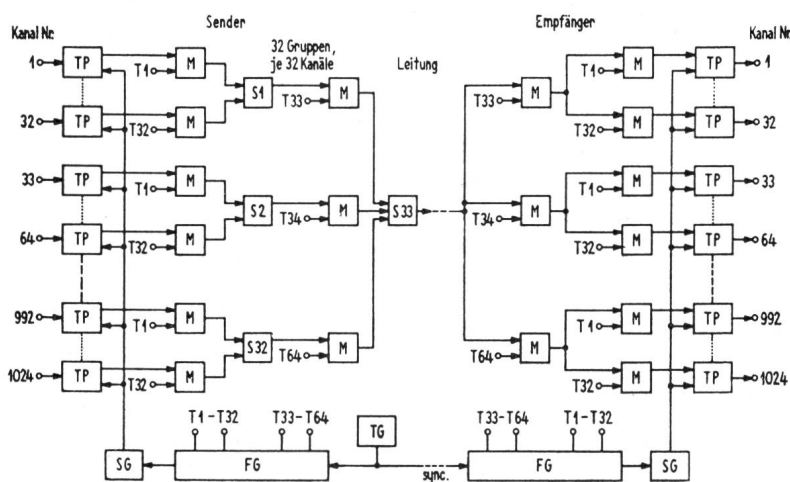 Sender
Empfänger
Kanal Nr.
32 Gruppen,
je 32 Kanäle
Leitung
Kanal Nr.
1 TP M T1 S1 T33 M T33 M T1 M TP 1
32 TP T32 M T32 M TP 32
33 TP T1 M S2 T34 M S33 T34 M T1 M TP 33
64 TP T32 M T32 M TP 64
992 TP T1 M S32 T64 M T64 M T1 M TP 992
1024 TP T32 M T32 M TP 1024
T1-T32 T33-T64 TG T33-T64 T1-T32
SG FG sync. FG SG